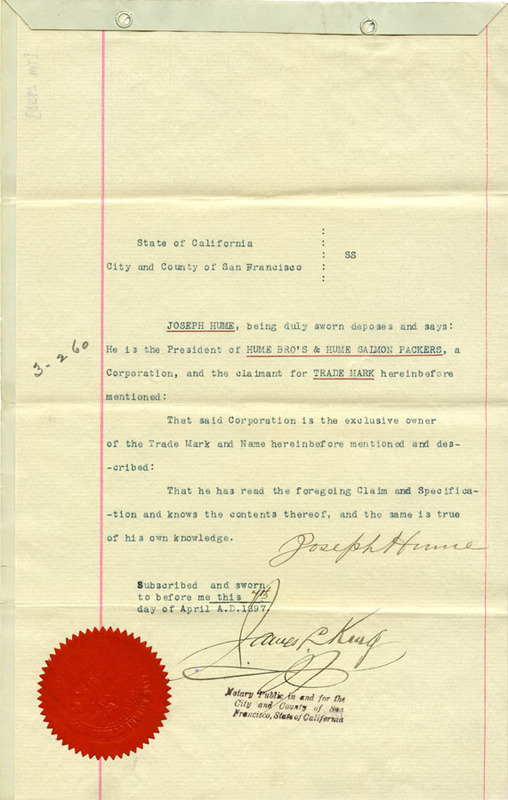 State of California
:
:
SS
:
City and County of San Francisco
:
:
JOSEPH HUME, being duly sworn deposes and says:
He is the President of HUME BRO'S & HUME SALMON PACKERS, a
Corporation, and the claimant for TRADE MARK hereinbefore
mentioned:
3-260
That said Corporation is the exclusive owner
of the Trade Mark and Name hereinbefore mentioned and des-
-cribed:
That he has read the foregoing Claim and Specifica-
-tion and knows the contents thereof, and the same is true
of his own knowledge.
Joseph Hume
Subscribed and sworn
to before me this 7th
day of April A.D.1897.
James L. King
Notary Public in and for the
City and County of San
Francisco, State of California